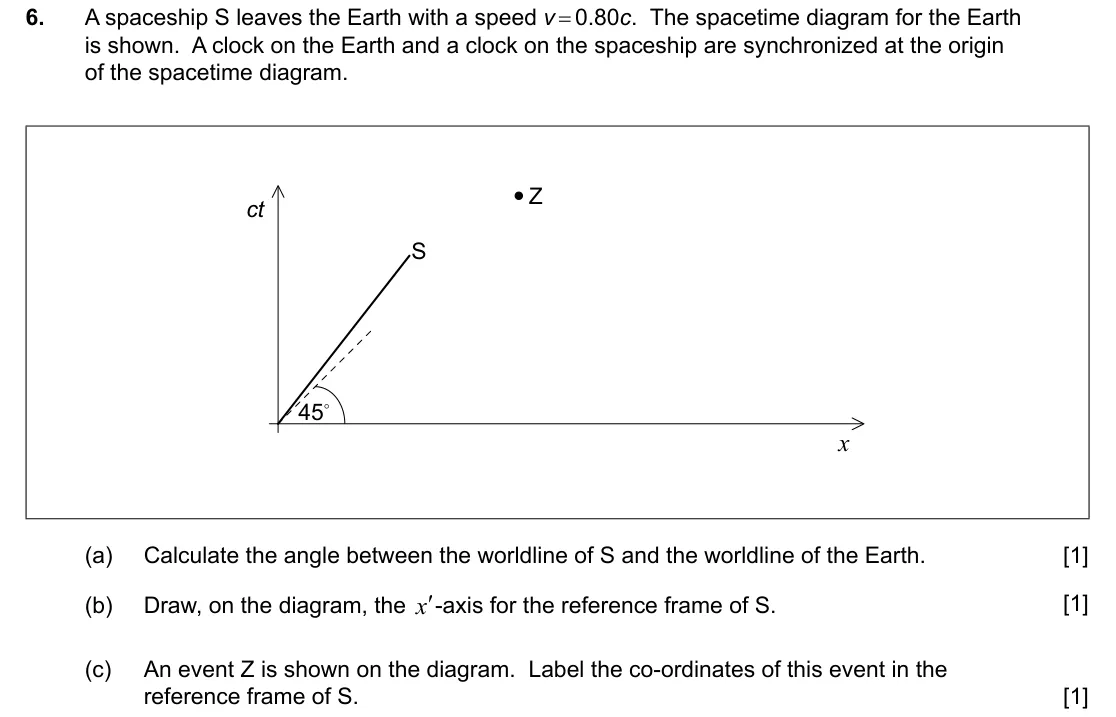 6. A spaceship S leaves the Earth with a speed v=0.80c. The spacetime diagram for the Earth
is shown. A clock on the Earth and a clock on the spaceship are synchronized at the origin
of the spacetime diagram.
Z
ct
S
45°
x
(a) Calculate the angle between the worldline of S and the worldline of the Earth. [1]
(b) Draw, on the diagram, the x′-axis for the reference frame of S. [1]
(c) An event Z is shown on the diagram. Label the co-ordinates of this event in the
reference frame of S. [1]